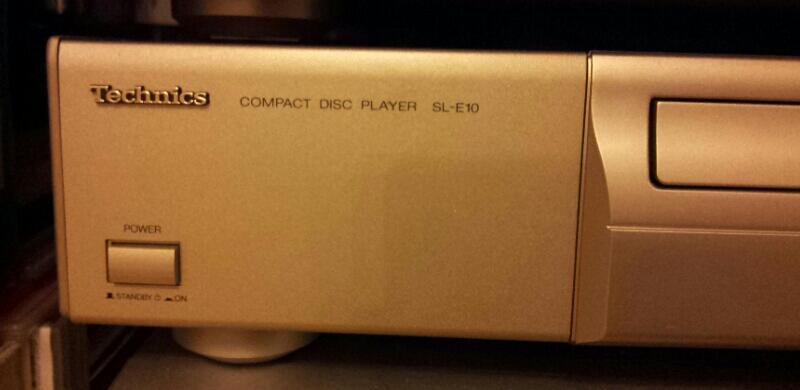 Technics COMPACT DISC PLAYER SL-E10
POWER
STANDBY ⏻ ON